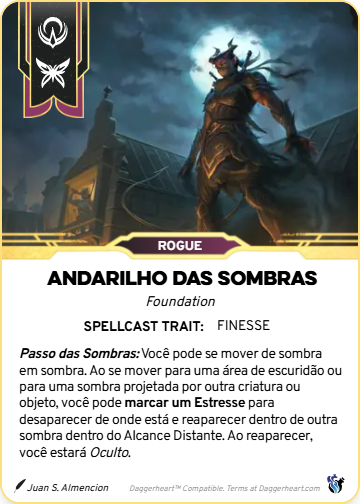 ROGUE
ANDARILHO DAS SOMBRAS
Foundation
SPELLCAST TRAIT: FINESSE
Passo das Sombras: Você pode se mover de sombra
em sombra. Ao se mover para uma área de escuridão ou
para uma sombra projetada por outra criatura ou
objeto, você pode marcar um Estresse para
desaparecer de onde está e reaparecer dentro de outra
sombra dentro do Alcance Distante. Ao reaparecer,
você estará Oculto.
Juan S. Almencion
Daggerheart™ Compatible. Terms at Daggerheart.com